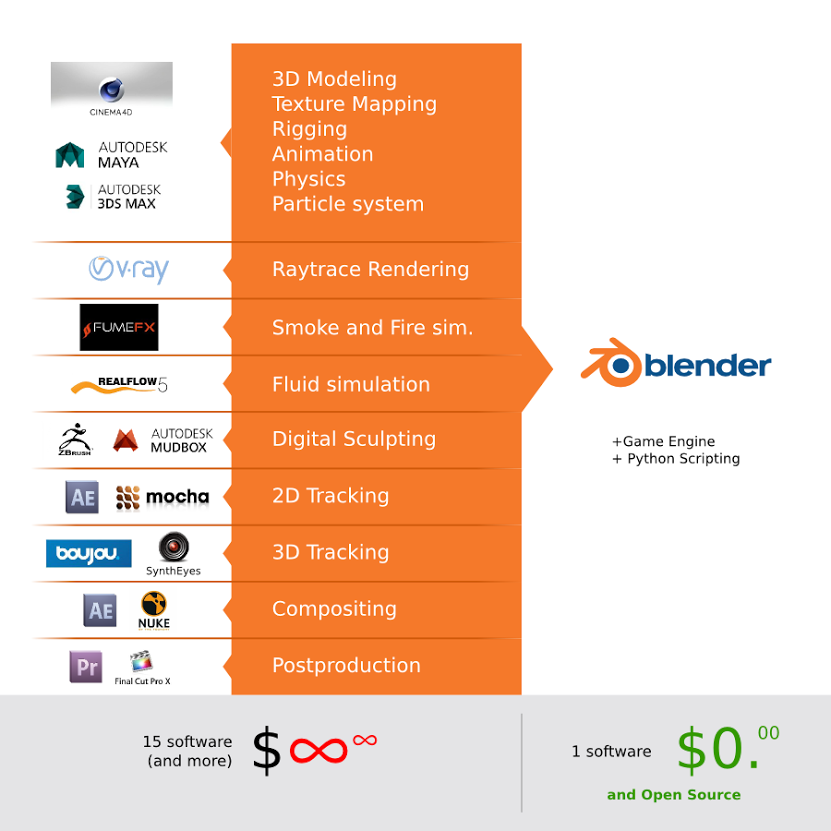 CINEMA 4D
AUTODESK
MAYA
AUTODESK
3DS MAX
3D Modeling
Texture Mapping
Rigging
Animation
Physics
Particle system
v·ray
Raytrace Rendering
FUMEFX
Smoke and Fire sim.
REALFLOW 5
Fluid simulation
ZBRUSH
AUTODESK
MUDBOX
Digital Sculpting
AE
mocha
2D Tracking
boujou.
SynthEyes
3D Tracking
AE
NUKE
Compositing
Pr
Final Cut Pro X
Postproduction
blender
+Game Engine
+ Python Scripting
15 software
(and more)
$∞∞
1 software
$0.00
and Open Source